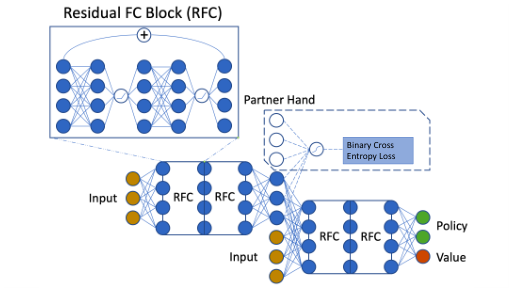 Residual FC Block (RFC)
+
Partner Hand
Binary Cross
Entropy Loss
Input
RFC
RFC
Input
RFC
RFC
Policy
Value